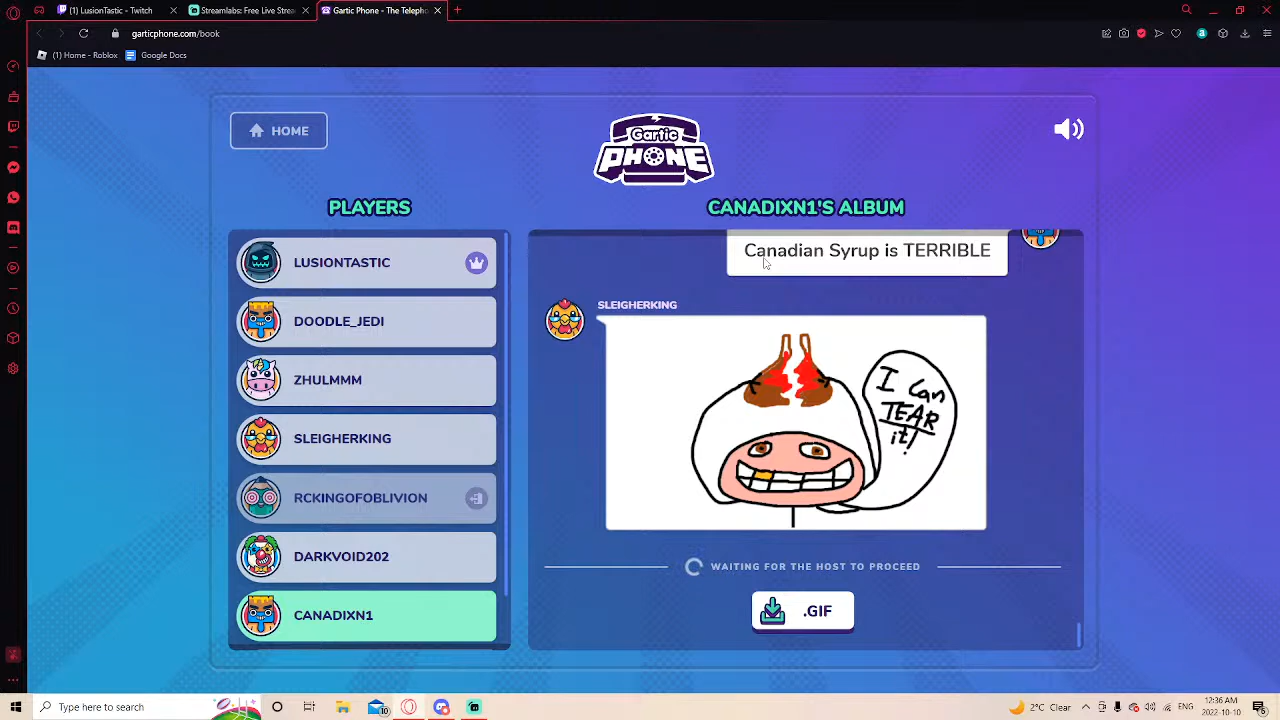 (1) LusionTastic - Twitch
Streamlabs: Free Live Strea
Gartic Phone - The Telepho
garticphone.com/book
(1) Home - Roblox
Google Docs
HOME
Gartic
PHONE
PLAYERS
CANADIXN1'S ALBUM
LUSIONTASTIC
DOODLE_JEDI
ZHULMMM
SLEIGHERKING
RCKINGOFOBLIVION
DARKVOID202
CANADIXN1
Canadian Syrup is TERRIBLE
SLEIGHERKING
I can
TEAR
it!
WAITING FOR THE HOST TO PROCEED
.GIF
Type here to search
10
2°C Clear
ENG
12:36 AM
2022-10-10